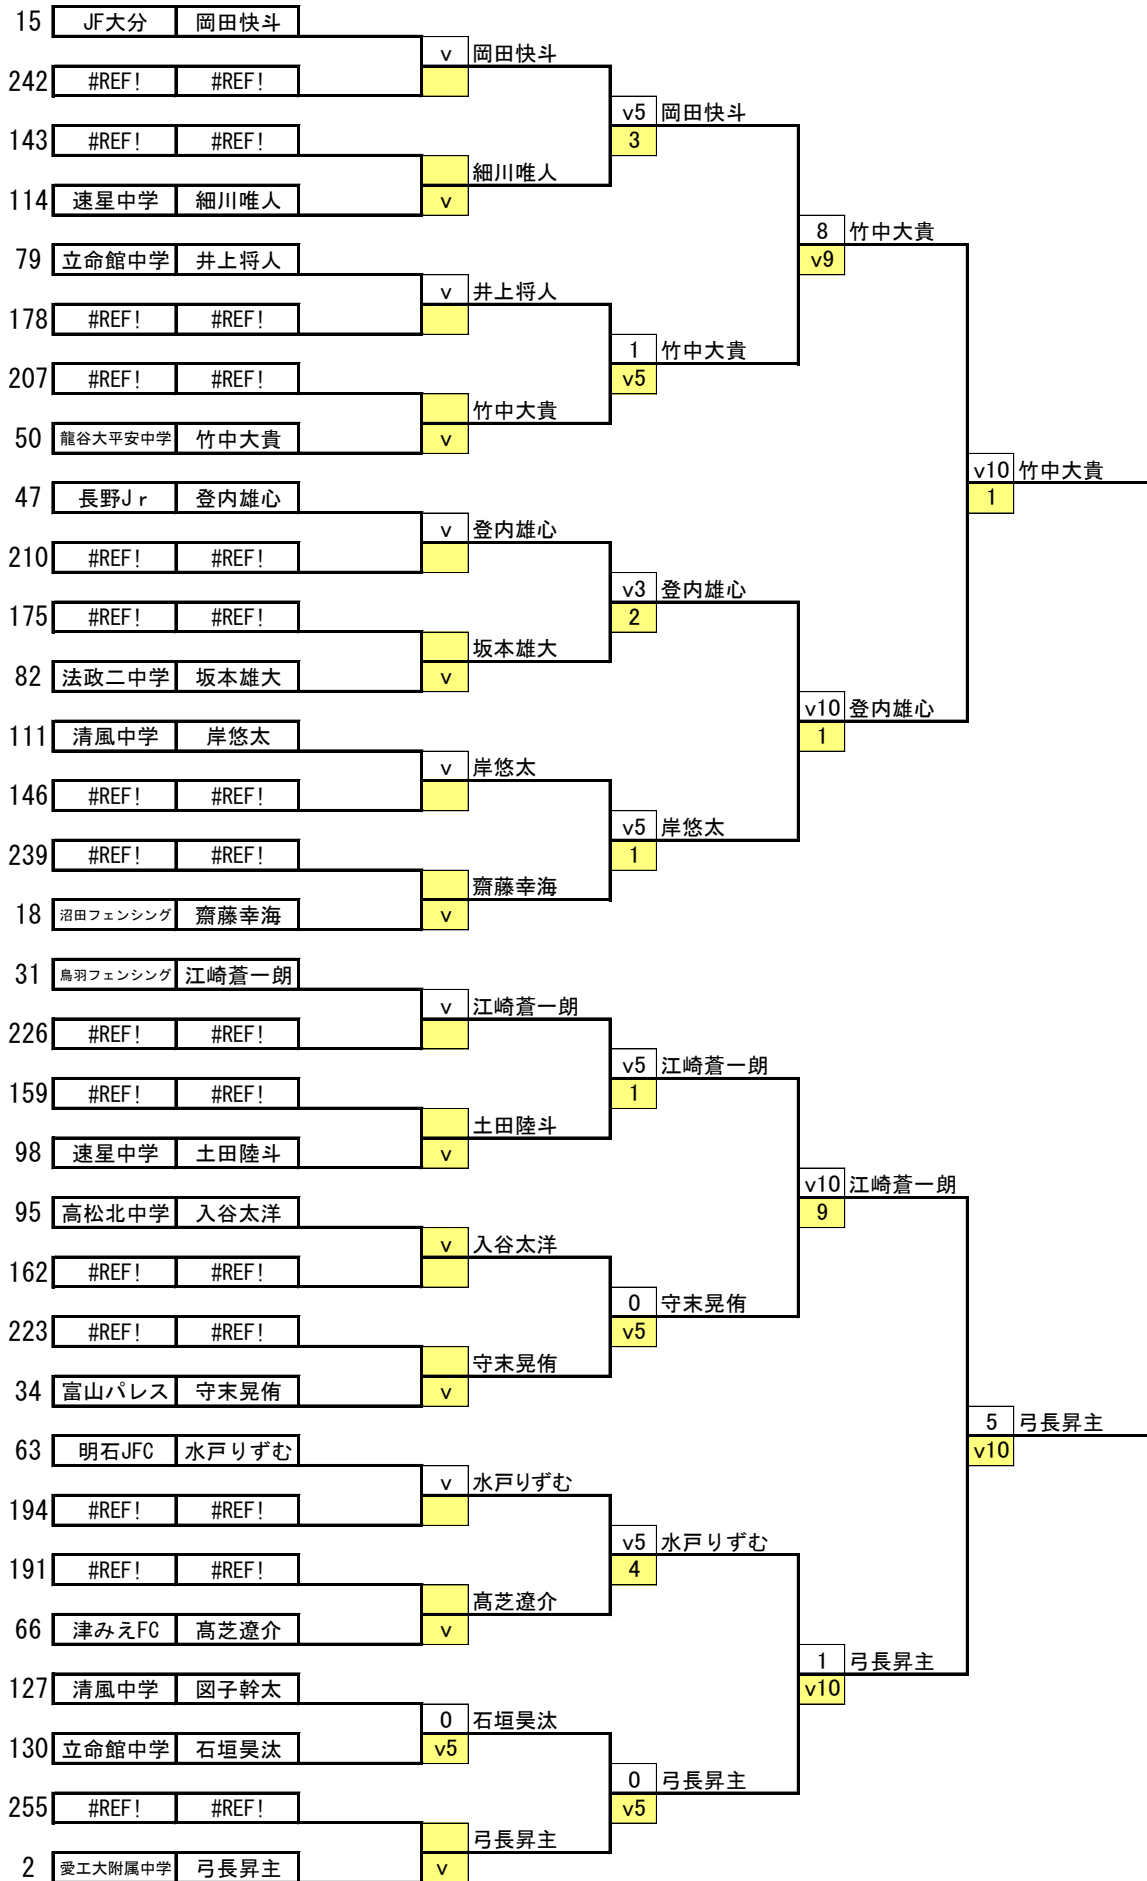 15 JF大分 岡田快斗
v 岡田快斗
242 #REF! #REF!
v5 岡田快斗
143 #REF! #REF!
3
細川唯人
114 速星中学 細川唯人
v
8 竹中大貴
79 立命館中学 井上将人
v9
v 井上将人
178 #REF! #REF!
1 竹中大貴
207 #REF! #REF!
v5
竹中大貴
50 龍谷大平安中学 竹中大貴
v
v10 竹中大貴
47 長野Jr 登内雄心
1
v 登内雄心
210 #REF! #REF!
v3 登内雄心
175 #REF! #REF!
2
坂本雄大
82 法政二中学 坂本雄大
v
v10 登内雄心
111 清風中学 岸悠太
1
v 岸悠太
146 #REF! #REF!
v5 岸悠太
239 #REF! #REF!
1
齋藤幸海
18 沼田フェンシング 齋藤幸海
v
31 鳥羽フェンシング 江崎蒼一朗
v 江崎蒼一朗
226 #REF! #REF!
v5 江崎蒼一朗
159 #REF! #REF!
1
土田陸斗
98 速星中学 土田陸斗
v
v10 江崎蒼一朗
95 高松北中学 入谷太洋
9
v 入谷太洋
162 #REF! #REF!
0 守末晃侑
223 #REF! #REF!
v5
守末晃侑
34 富山パレス 守末晃侑
v
5 弓長昇主
63 明石JFC 水戸りずむ
v10
v 水戸りずむ
194 #REF! #REF!
v5 水戸りずむ
191 #REF! #REF!
4
髙芝遼介
66 津みえFC 髙芝遼介
v
1 弓長昇主
127 清風中学 図子幹太
v10
0 石垣昊汰
130 立命館中学 石垣昊汰
v5
0 弓長昇主
255 #REF! #REF!
v5
弓長昇主
2 愛工大附属中学 弓長昇主
v